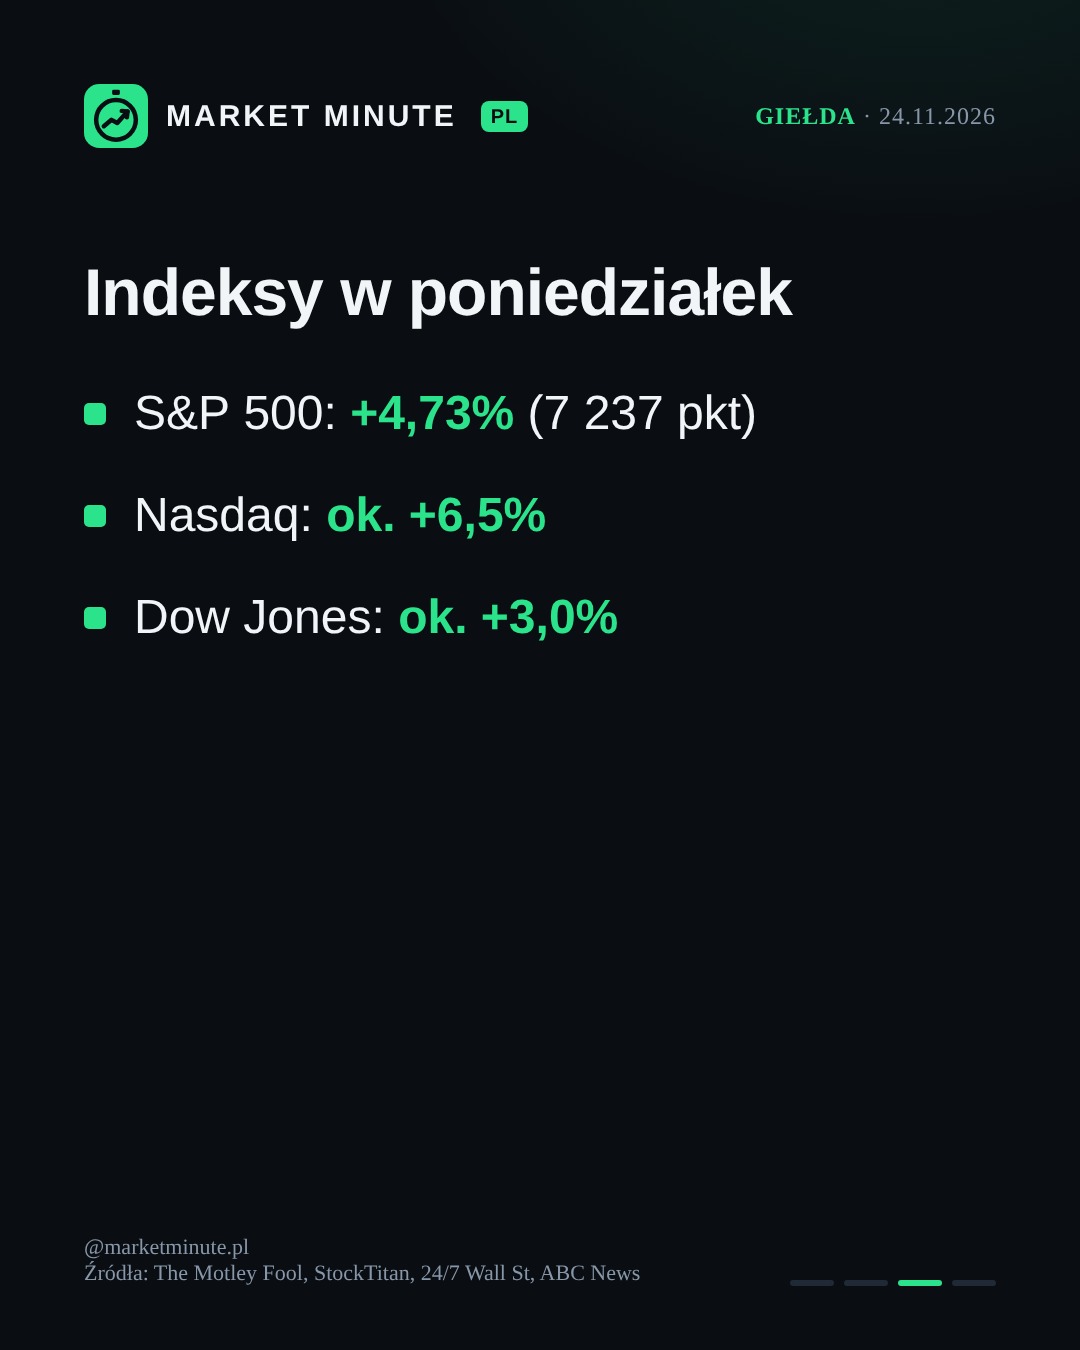 MARKET MINUTE PL
GIEŁDA · 24.11.2026
Indeksy w poniedziałek
S&P 500: +4,73% (7 237 pkt)
Nasdaq: ok. +6,5%
Dow Jones: ok. +3,0%
@marketminute.pl
Źródła: The Motley Fool, StockTitan, 24/7 Wall St, ABC News